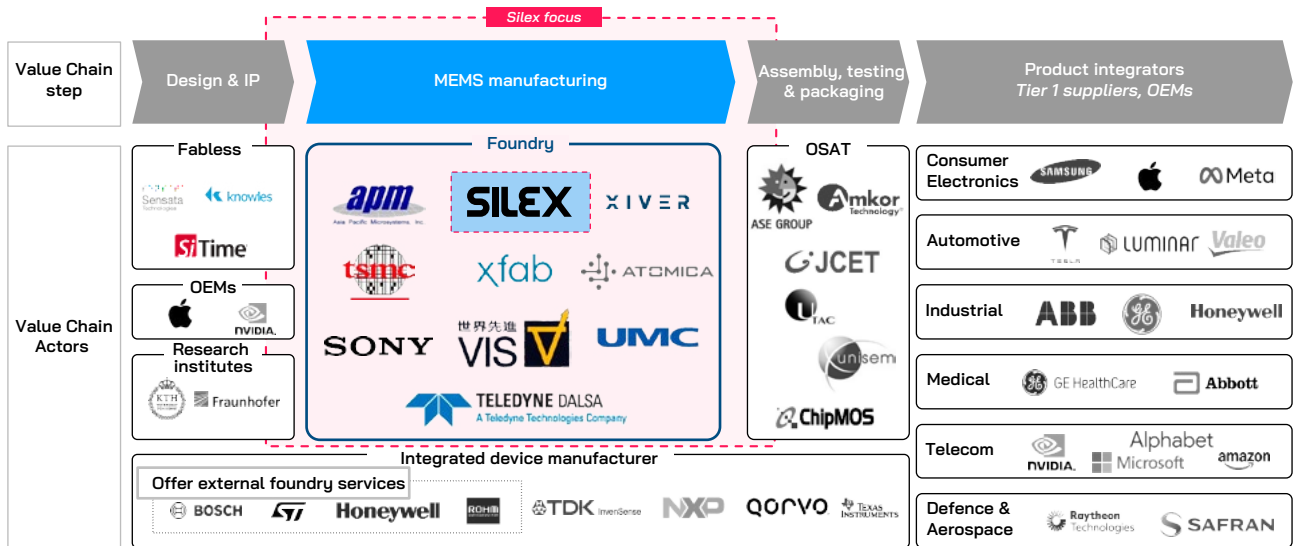 Silex focus
Value Chain
step
Design & IP
MEMS manufacturing
Assembly, testing
& packaging
Product integrators
Tier 1 suppliers, OEMs
Value Chain
Actors
Fabless
Sensata
Technologies
knowles
SiTime
OEMs
NVIDIA.
Research
institutes
KTH
Fraunhofer
Foundry
apm
Asia Pacific Microsystems, Inc.
SILEX
XIVER
tsmc
xfab
ATOMICA
SONY
世界先進
VIS
UMC
TELEDYNE DALSA
A Teledyne Technologies Company
OSAT
ASE GROUP
Amkor
Technology®
JCET
UTAC
unisem
ChipMOS
Integrated device manufacturer
Offer external foundry services
BOSCH
ST
Honeywell
ROHM
TDK InvenSense
NXP
QORVO
TEXAS
INSTRUMENTS
Consumer
Electronics
SAMSUNG
Meta
Automotive
TESLA
LUMINAR
Valeo
Industrial
ABB
GE
Honeywell
Medical
GE HealthCare
Abbott
Telecom
NVIDIA.
Alphabet
Microsoft
amazon
Defence &
Aerospace
Raytheon
Technologies
SAFRAN